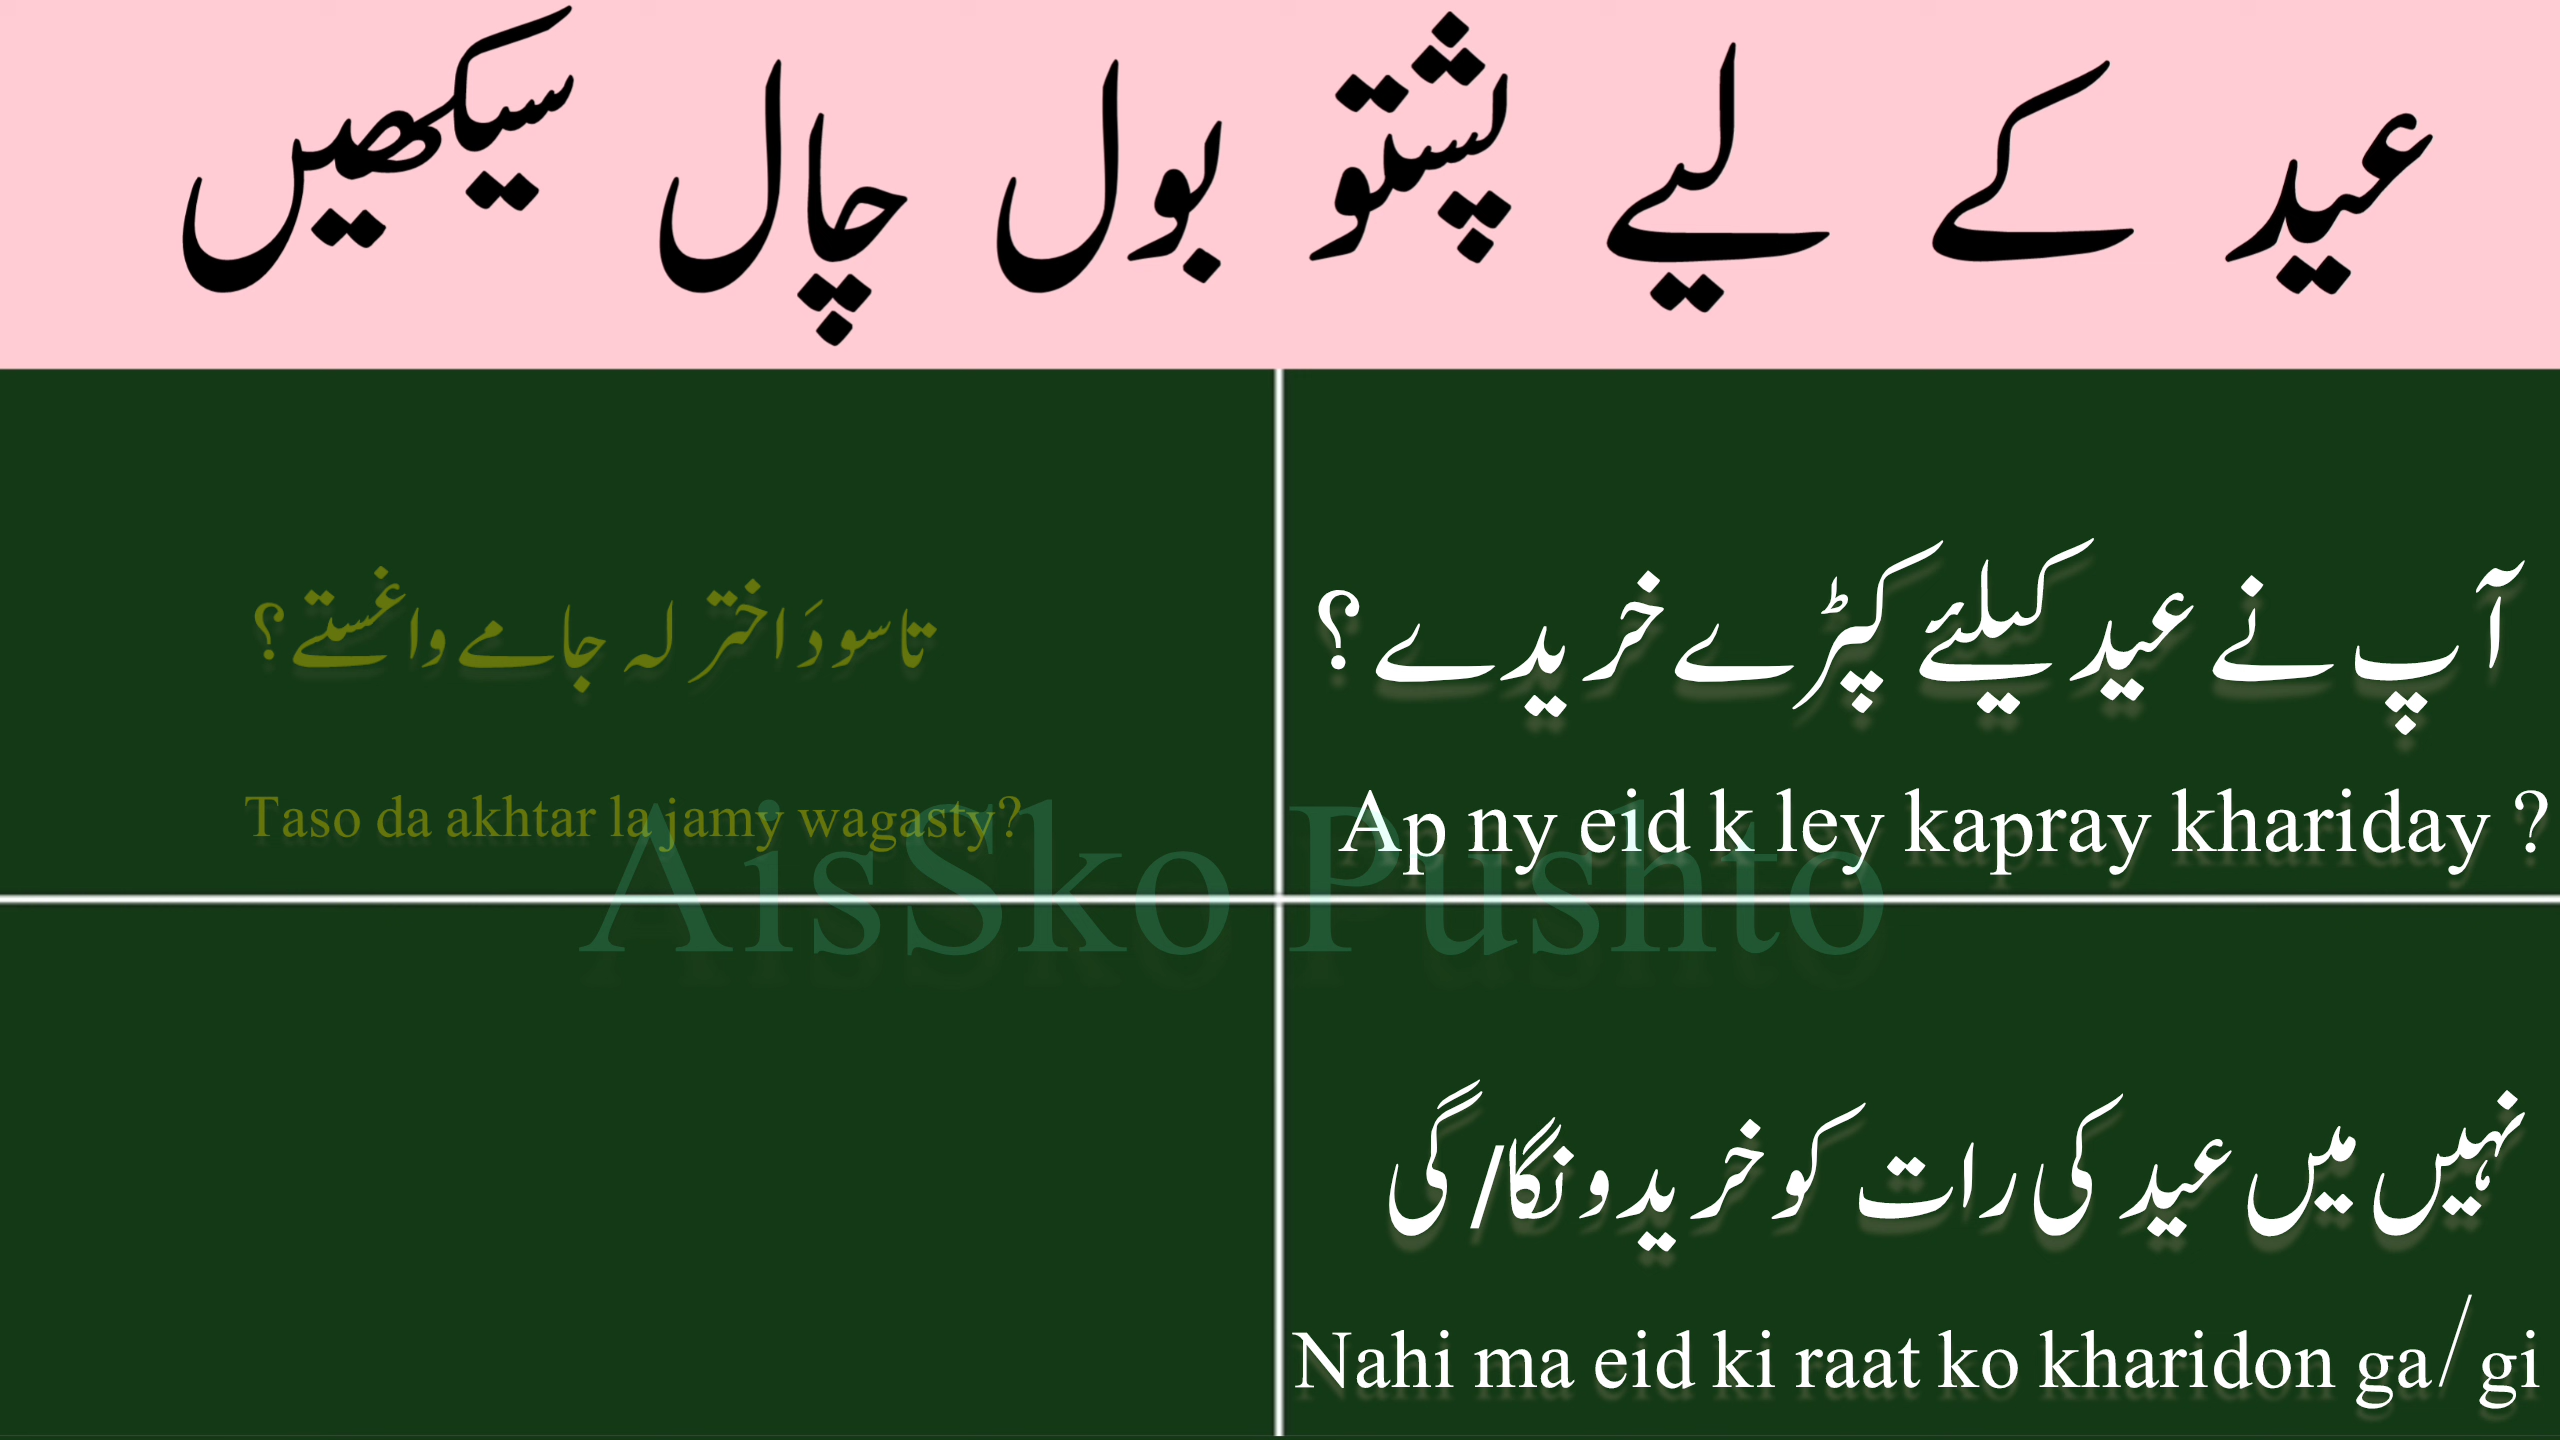 عید کے لیے پشتو بول چال سیکھیں
آپ نے عید کیلئے کپڑے خریدے؟
Ap ny eid k ley kapray khariday ?
تاسو دَ اختر لہ جامے واغستے؟
Taso da akhtar la jamy wagasty?
AisSko Pushto
نہیں میں عید کی رات کو خریدونگا/گی
Nahi ma eid ki raat ko kharidon ga/gi